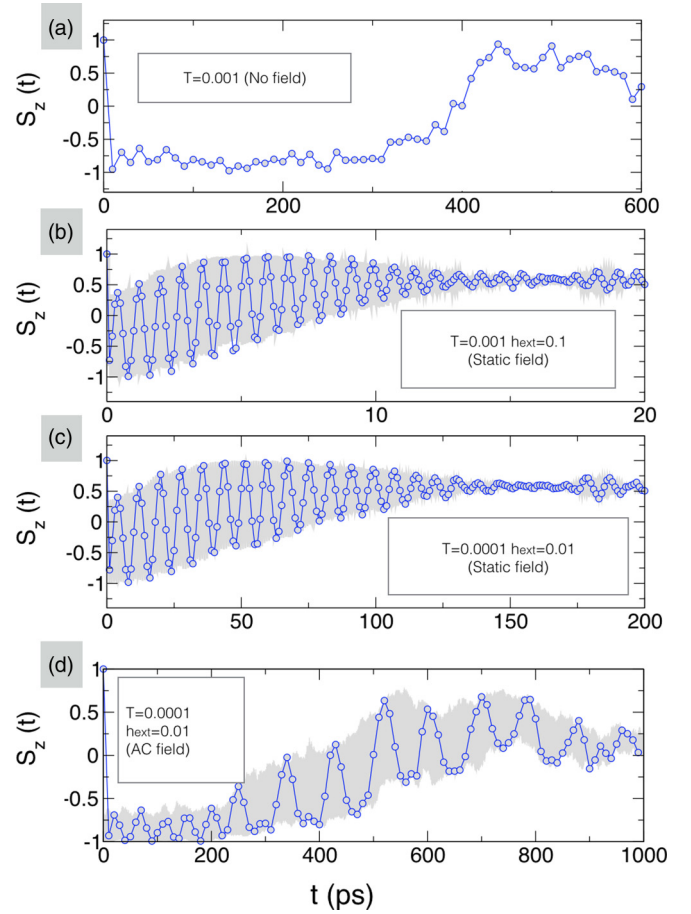 (a)
S_z (t)
1
0.5
0
-0.5
-1
T=0.001 (No field)
0 200 400 600
(b)
S_z (t)
1
0.5
0
-0.5
-1
T=0.001 hext=0.1
(Static field)
0 10 20
(c)
S_z (t)
1
0.5
0
-0.5
-1
T=0.0001 hext=0.01
(Static field)
0 50 100 150 200
(d)
S_z (t)
1
0.5
0
-0.5
-1
T=0.0001
hext=0.01
(AC field)
0 200 400 600 800 1000
t (ps)